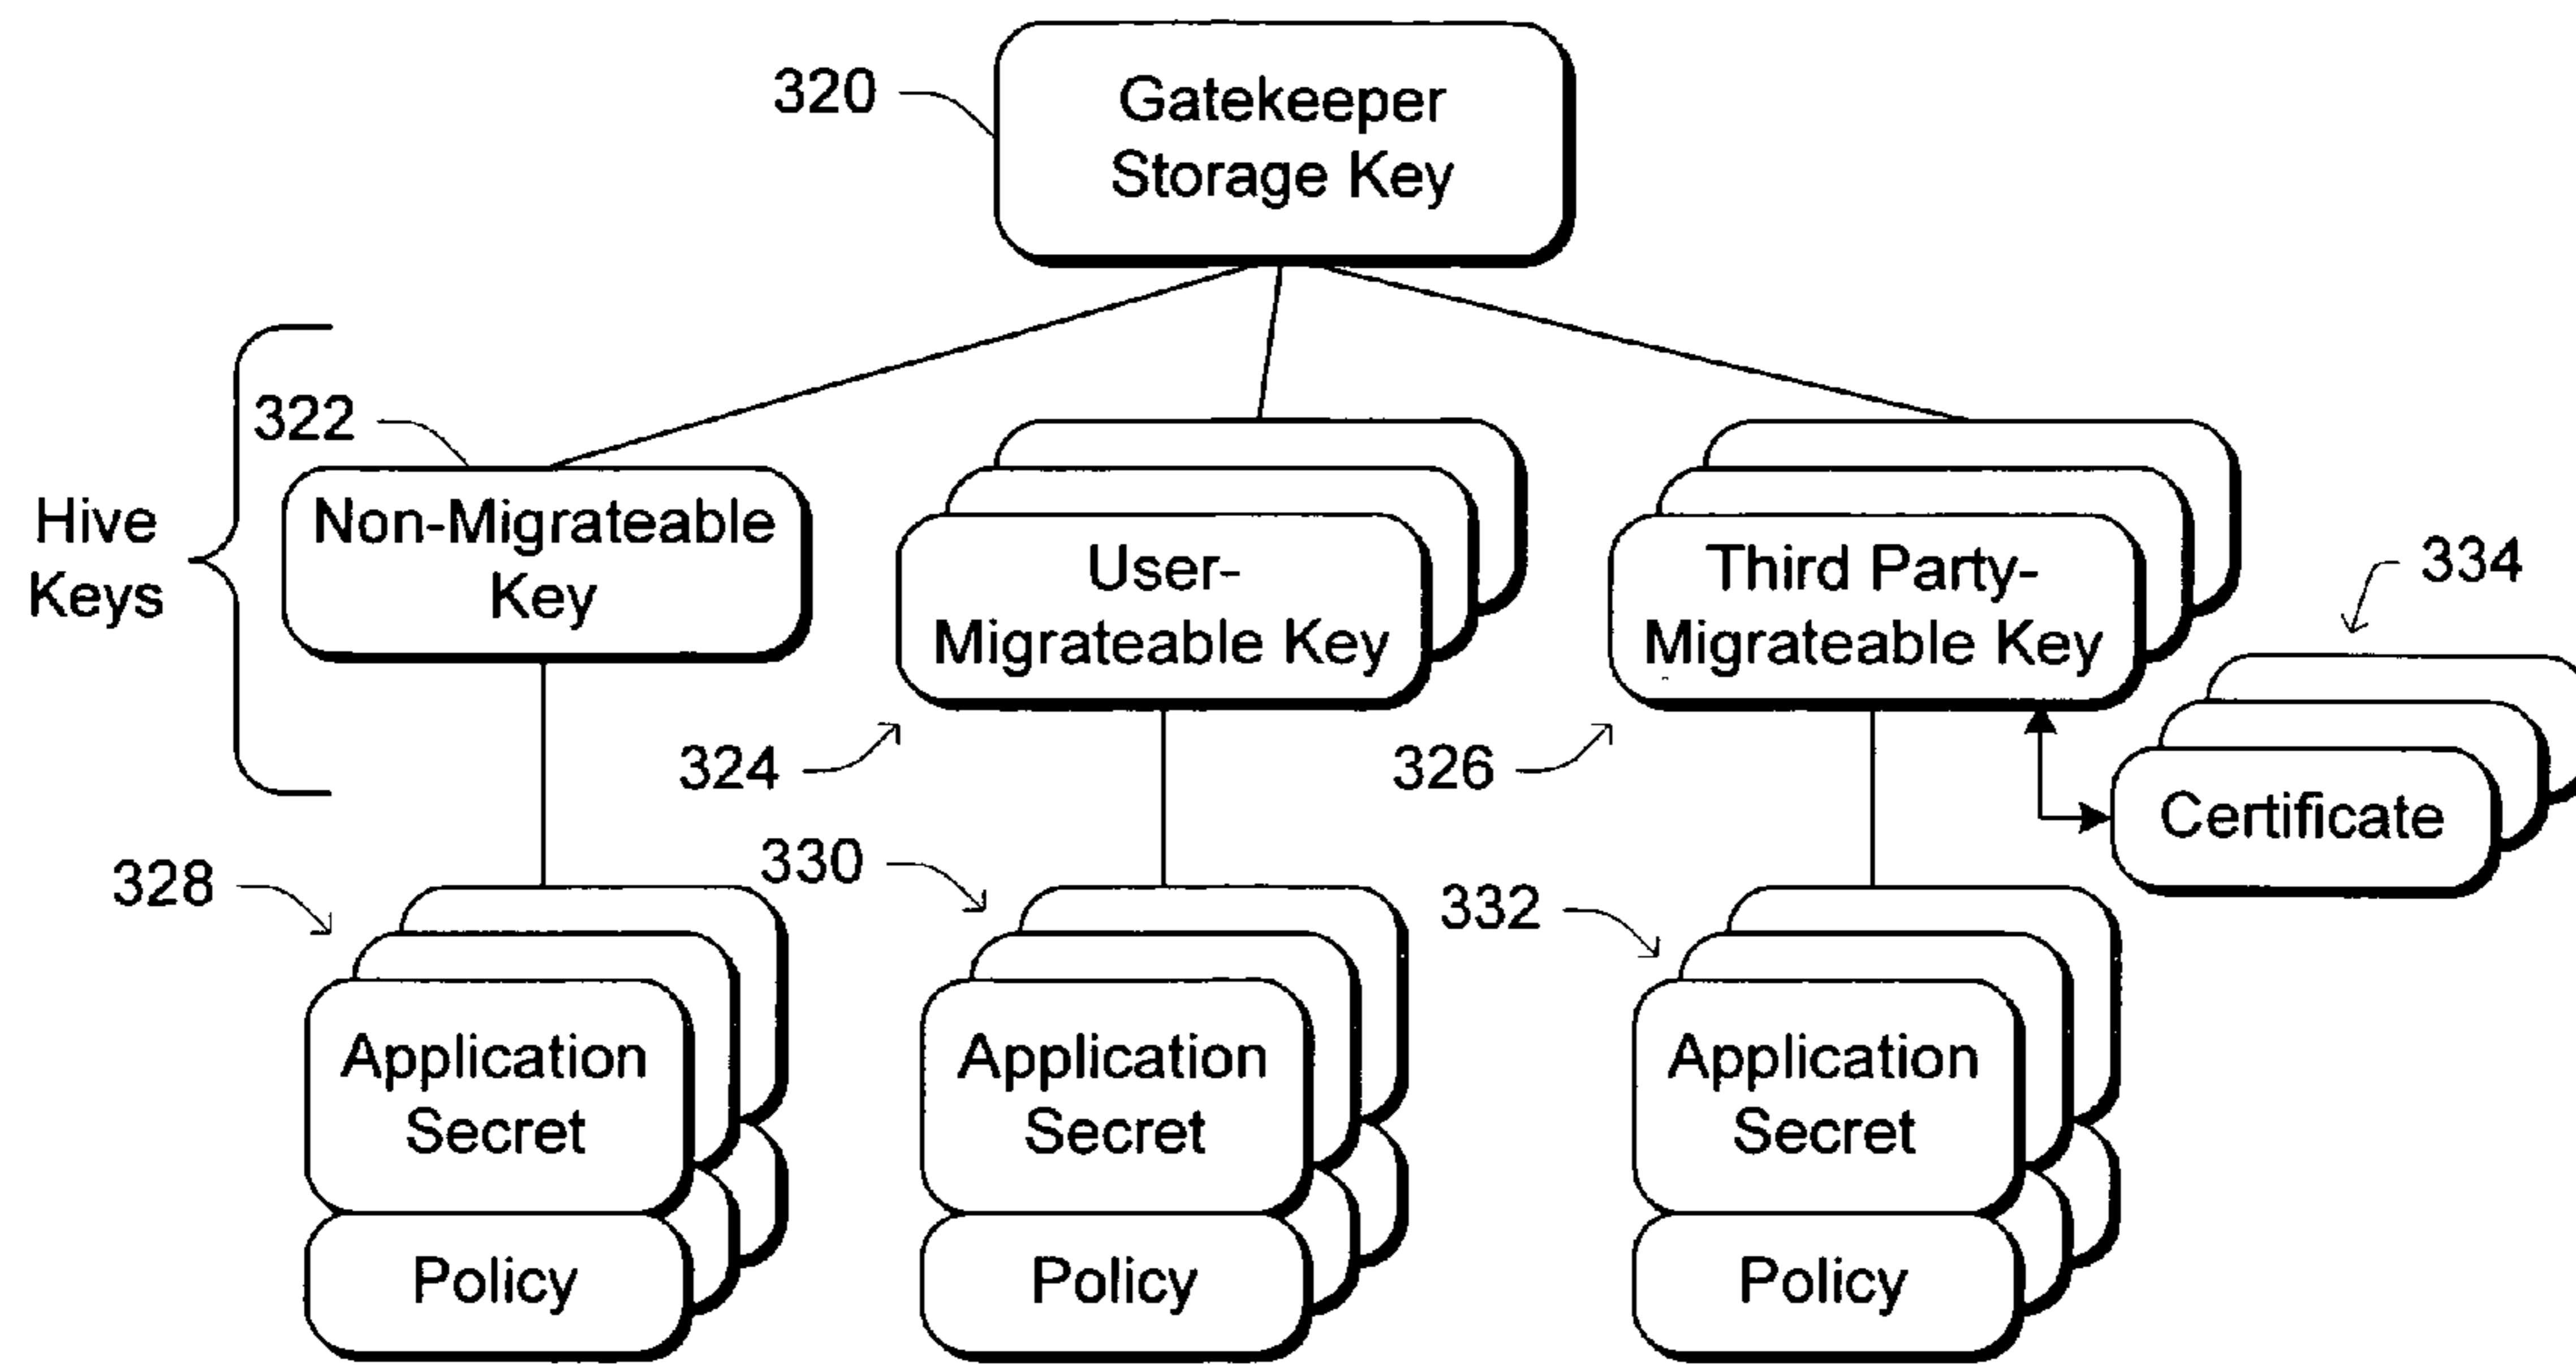 320
Gatekeeper
Storage Key
322
Hive
Keys
Non-Migrateable
Key
User-
Migrateable Key
Third Party-
Migrateable Key
334
324
326
Certificate
328
330
332
Application
Secret
Policy
Application
Secret
Policy
Application
Secret
Policy